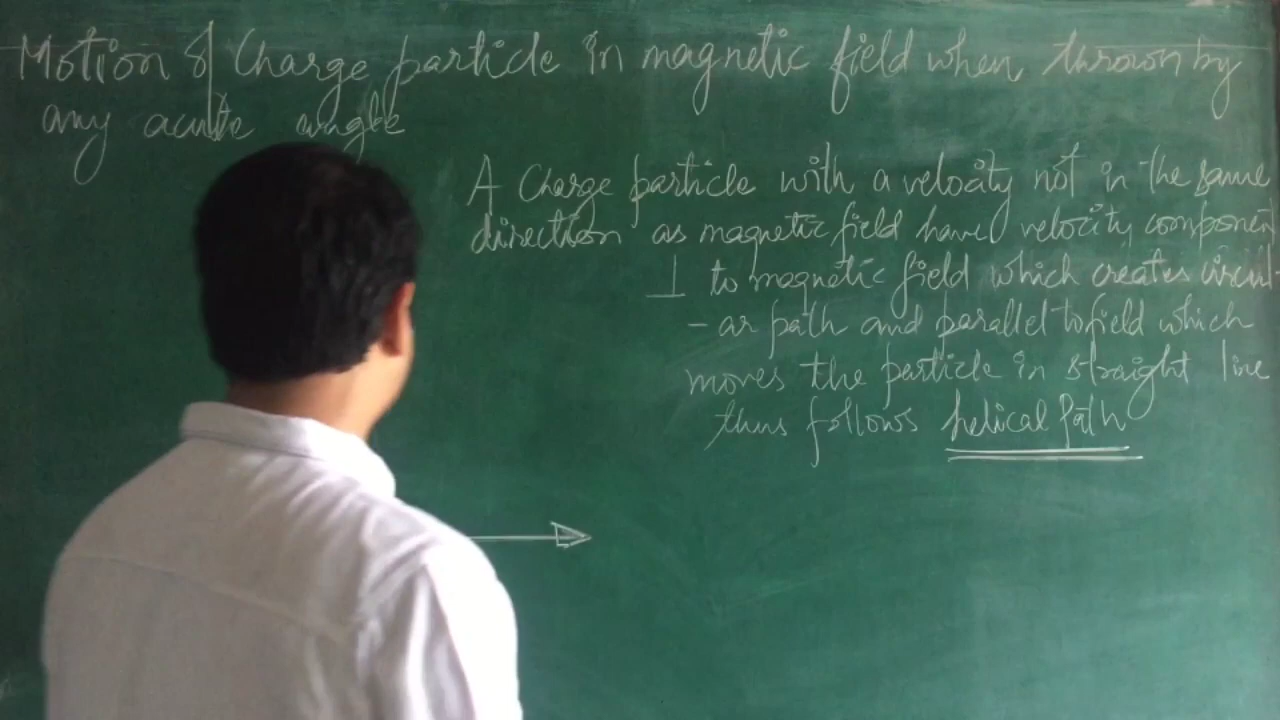 Motion of Charge particle in magnetic field when thrown by
any acute angle
A Charge particle with a velocity not in the same
direction as magnetic field have velocity component
⊥ to magnetic field which creates circul-
-ar path and parallel to field which
moves the particle in straight line
thus follows helical Path